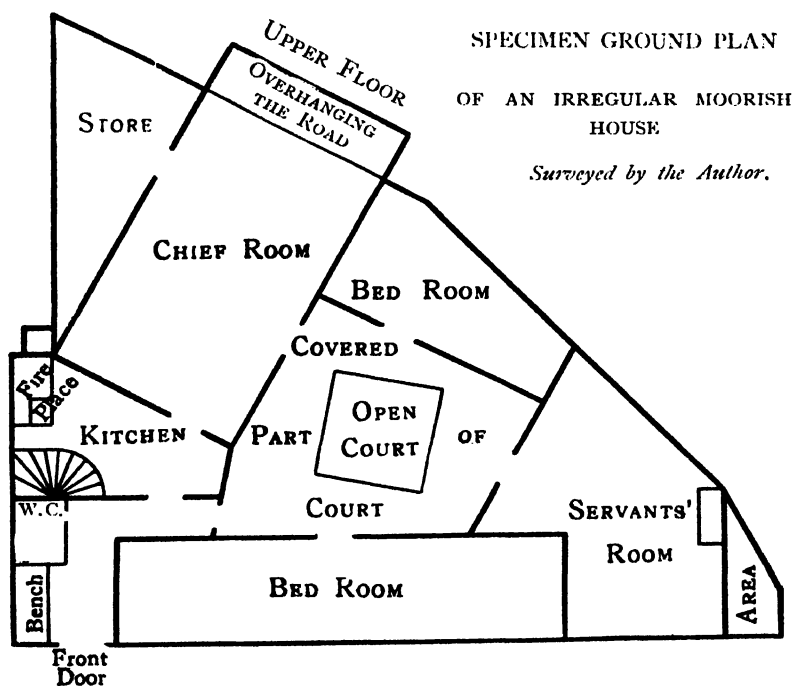 SPECIMEN GROUND PLAN
OF AN IRREGULAR MOORISH
HOUSE
Surveyed by the Author.
UPPER FLOOR
OVERHANGING
THE ROAD
STORE
CHIEF ROOM
BED ROOM
COVERED
PART
OF
COURT
OPEN
COURT
Fire
Place
KITCHEN
W.C.
Bench
Front
Door
BED ROOM
SERVANTS'
ROOM
AREA